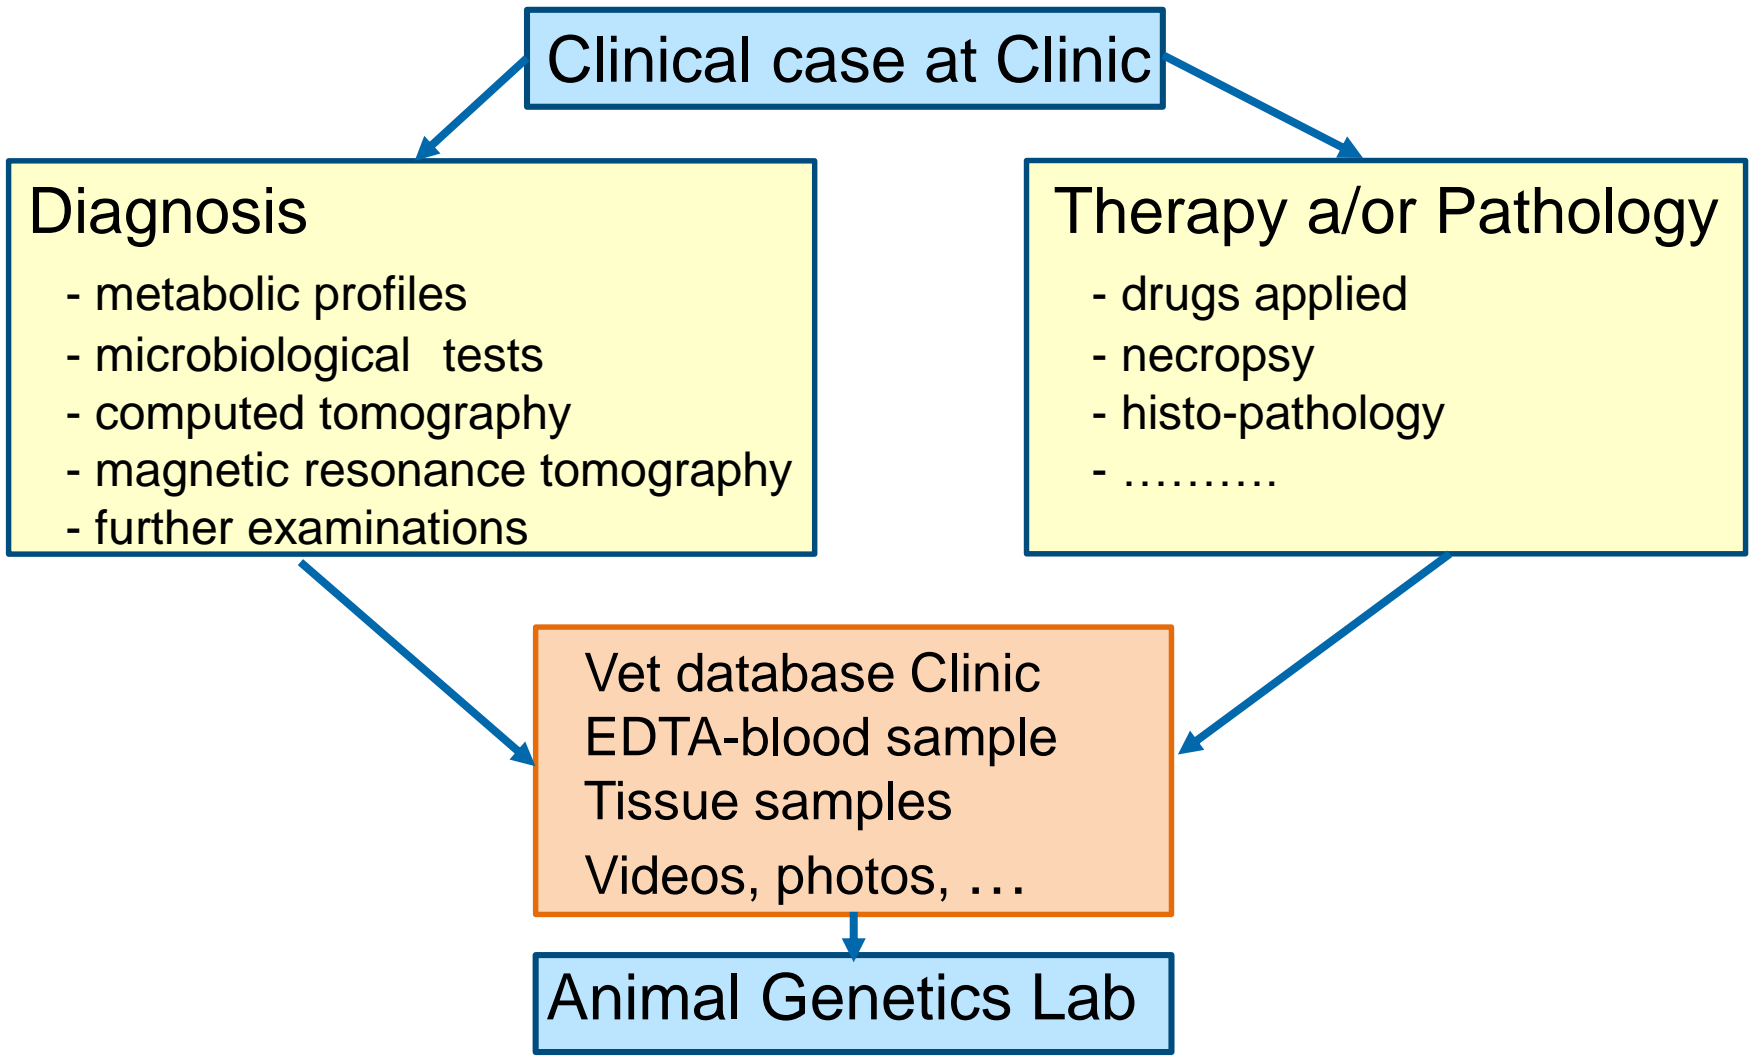 Clinical case at Clinic
Diagnosis
- metabolic profiles
- microbiological tests
- computed tomography
- magnetic resonance tomography
- further examinations
Therapy a/or Pathology
- drugs applied
- necropsy
- histo-pathology
- ……….
Vet database Clinic
EDTA-blood sample
Tissue samples
Videos, photos, …
Animal Genetics Lab